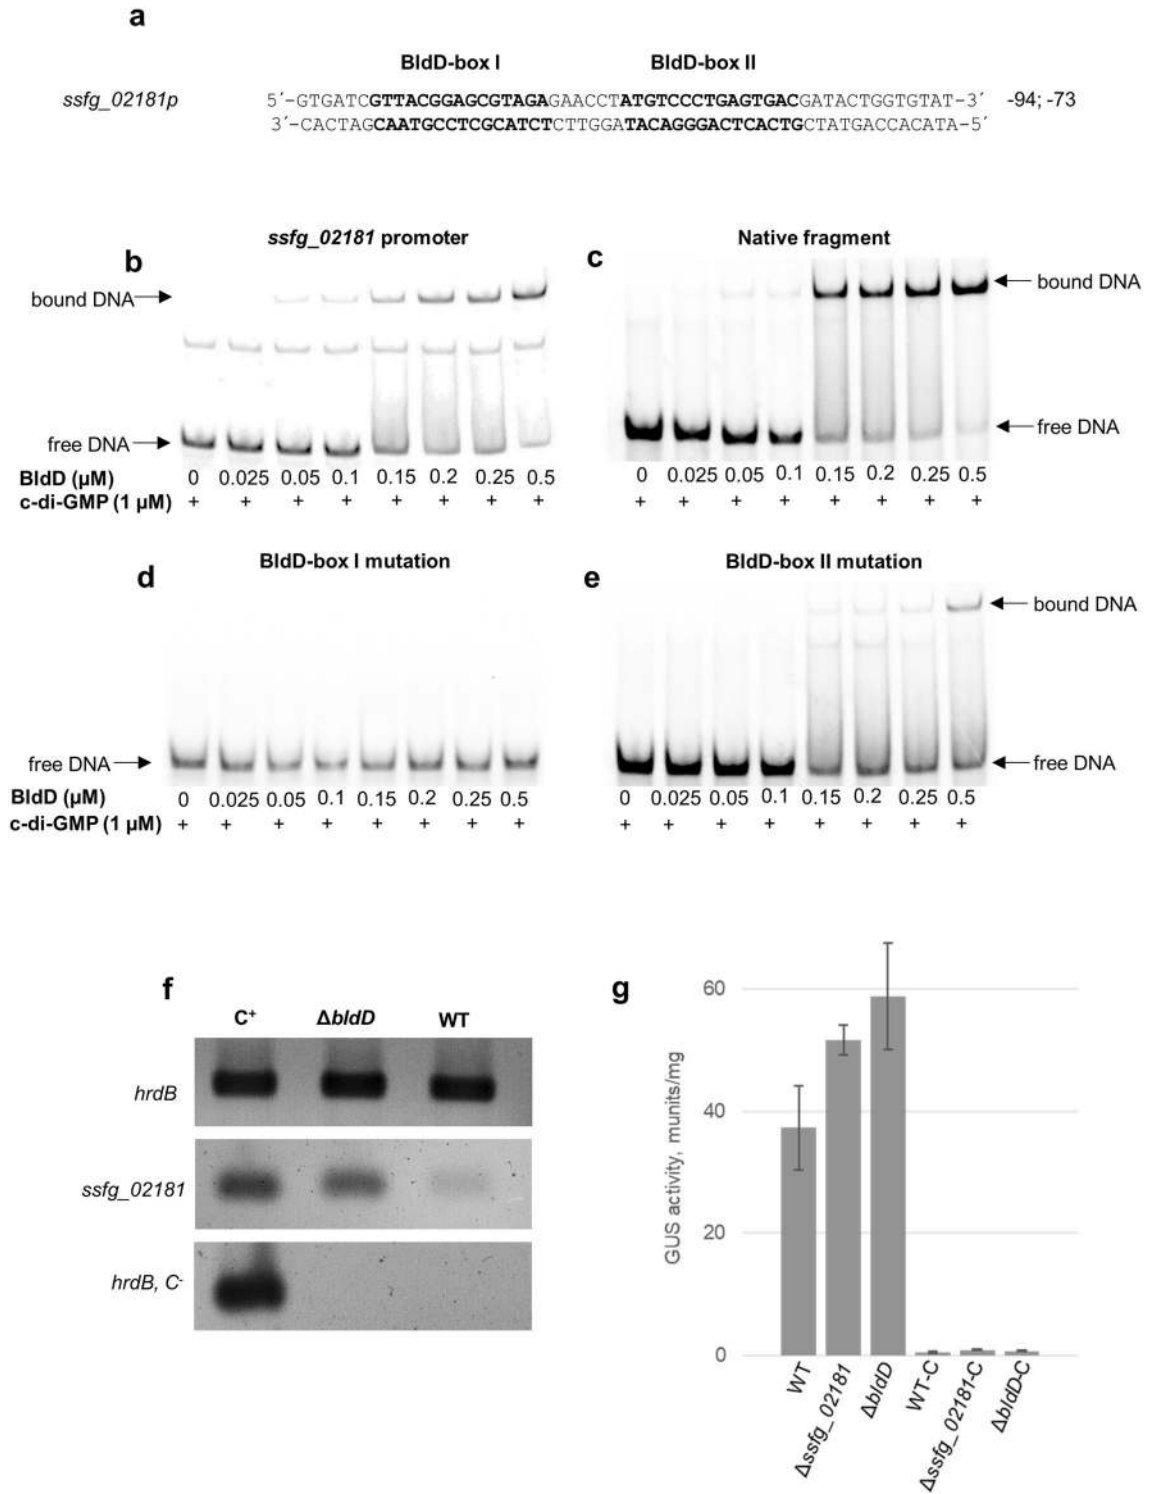 a
BldD-box I BldD-box II
ssfg_02181p 5´-GTGATCGTTACGGAGCGTAGAGAACCTATGTCCCTGAGTGACGATACTGGTGTAT-3´ -94; -73
3´-CACTAGCAATGCCTCGCATCTCTTGGATACAGGGACTCACTGCTATGACCACATA-5´
b ssfg_02181 promoter
bound DNA
free DNA
BldD (µM) 0 0.025 0.05 0.1 0.15 0.2 0.25 0.5
c-di-GMP (1 µM) + + + + + + + +
c Native fragment
bound DNA
free DNA
0 0.025 0.05 0.1 0.15 0.2 0.25 0.5
+ + + + + + + +
d BldD-box I mutation
free DNA
BldD (µM) 0 0.025 0.05 0.1 0.15 0.2 0.25 0.5
c-di-GMP (1 µM) + + + + + + + +
e BldD-box II mutation
bound DNA
free DNA
0 0.025 0.05 0.1 0.15 0.2 0.25 0.5
+ + + + + + + +
f
C⁺ ΔbldD WT
hrdB
ssfg_02181
hrdB, C⁻
g
GUS activity, munits/mg
60
40
20
0
WT
Δssfg_02181
ΔbldD
WT-C
Δssfg_02181-C
ΔbldD-C